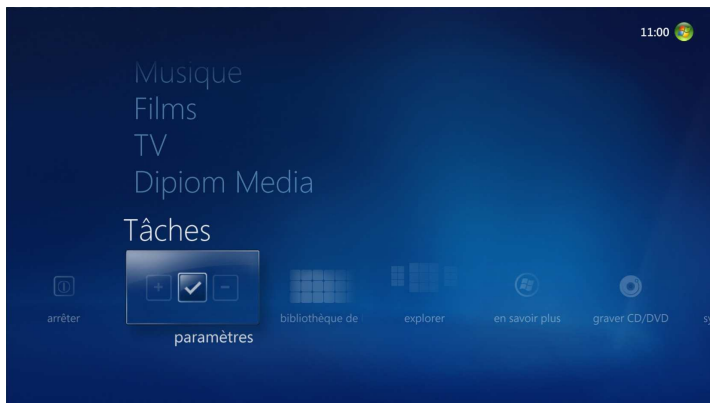 11:00
Musique
Films
TV
Dipiom Media
Tâches
arrêter
paramètres
bibliothèque de
explorer
en savoir plus
graver CD/DVD